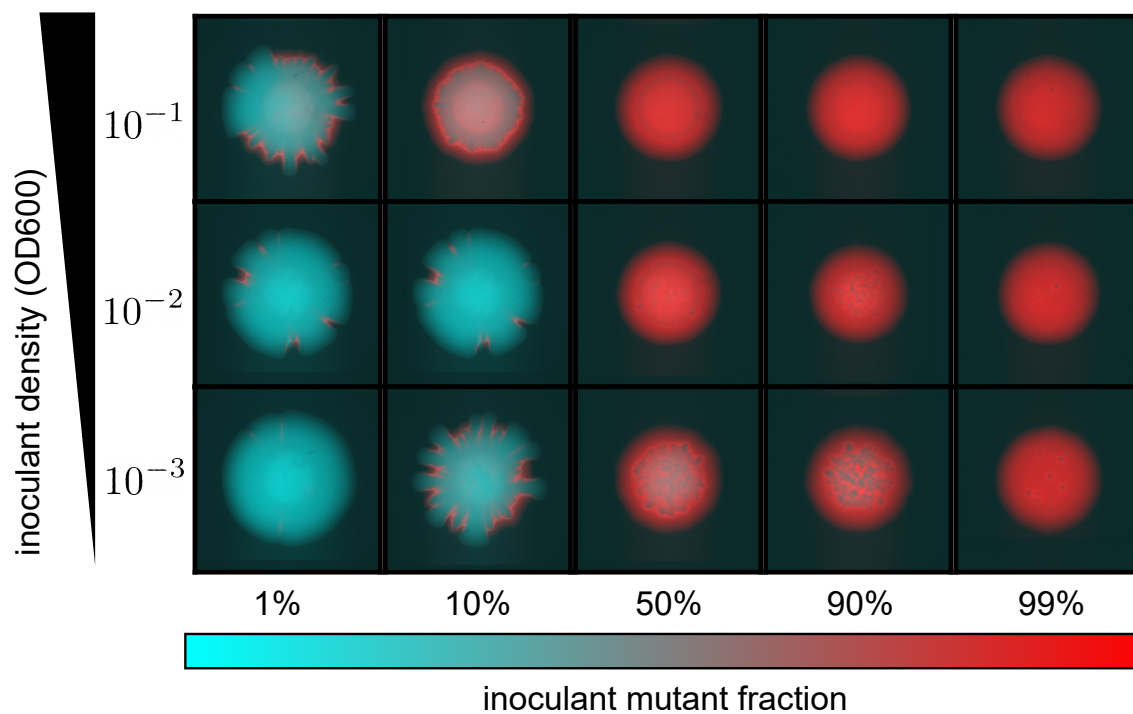 inoculant density (OD600)
10⁻¹
10⁻²
10⁻³
1% 10% 50% 90% 99%
inoculant mutant fraction